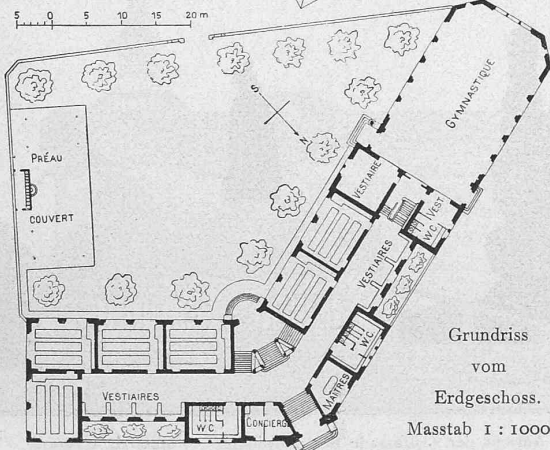 5 0 5 10 15 20 m
GYMNASTIQUE
S
N
PRÉAU
COUVERT
VESTIAIRE
VEST
W.C
VESTIAIRES
W.C
MAÎTRES
VESTIAIRES
W.C
CONCIERGE
Grundriss
vom
Erdgeschoss.
Masstab 1 : 1000